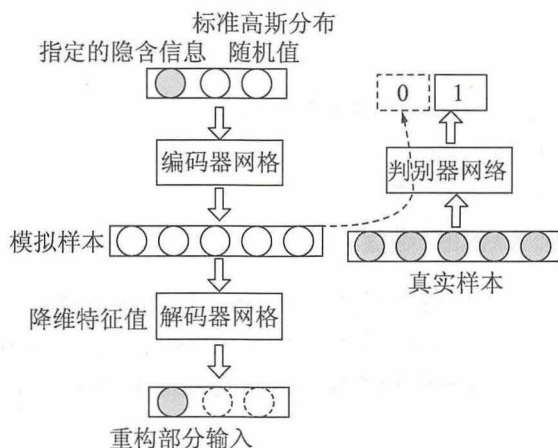 标准高斯分布
指定的隐含信息 随机值
0 1
编码器网格
判别器网络
模拟样本
真实样本
降维特征值 解码器网格
重构部分输入